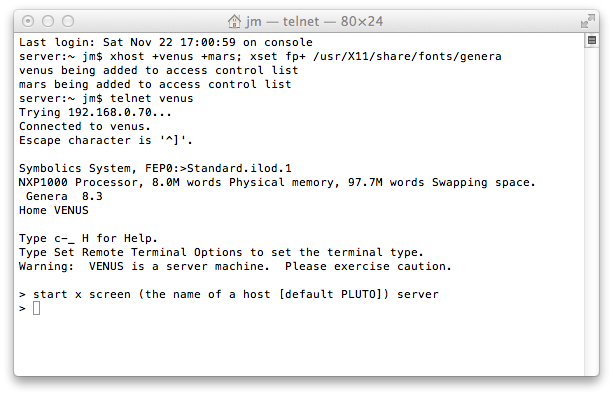 jm — telnet — 80×24
Last login: Sat Nov 22 17:00:59 on console
server:~ jm$ xhost +venus +mars; xset fp+ /usr/X11/share/fonts/genera
venus being added to access control list
mars being added to access control list
server:~ jm$ telnet venus
Trying 192.168.0.70...
Connected to venus.
Escape character is '^]'.
Symbolics System, FEP0:>Standard.ilod.1
NXP1000 Processor, 8.0M words Physical memory, 97.7M words Swapping space.
Genera  8.3
Home VENUS
Type c-_ H for Help.
Type Set Remote Terminal Options to set the terminal type.
Warning:  VENUS is a server machine.  Please exercise caution.
> start x screen (the name of a host [default PLUTO]) server
>